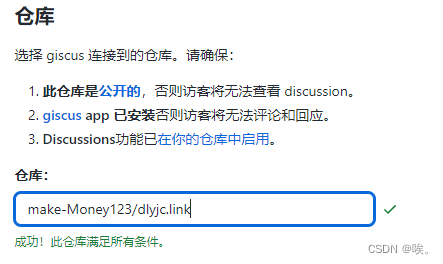 仓库
选择 giscus 连接到的仓库。请确保：
1. 此仓库是公开的，否则访客将无法查看 discussion。
2. giscus app 已安装否则访客将无法评论和回应。
3. Discussions功能已在你的仓库中启用。
仓库：
make-Money123/dlyjc.link
成功！此仓库满足所有条件。
CSDN @唉。